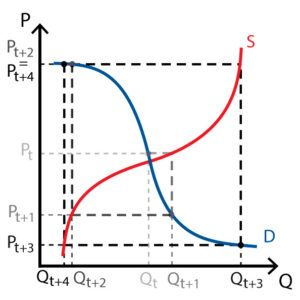 P
S
Pt+2
=
Pt+4
Pt
Pt+1
Pt+3
D
Qt+4 Qt+2 Qt Qt+1 Qt+3 Q